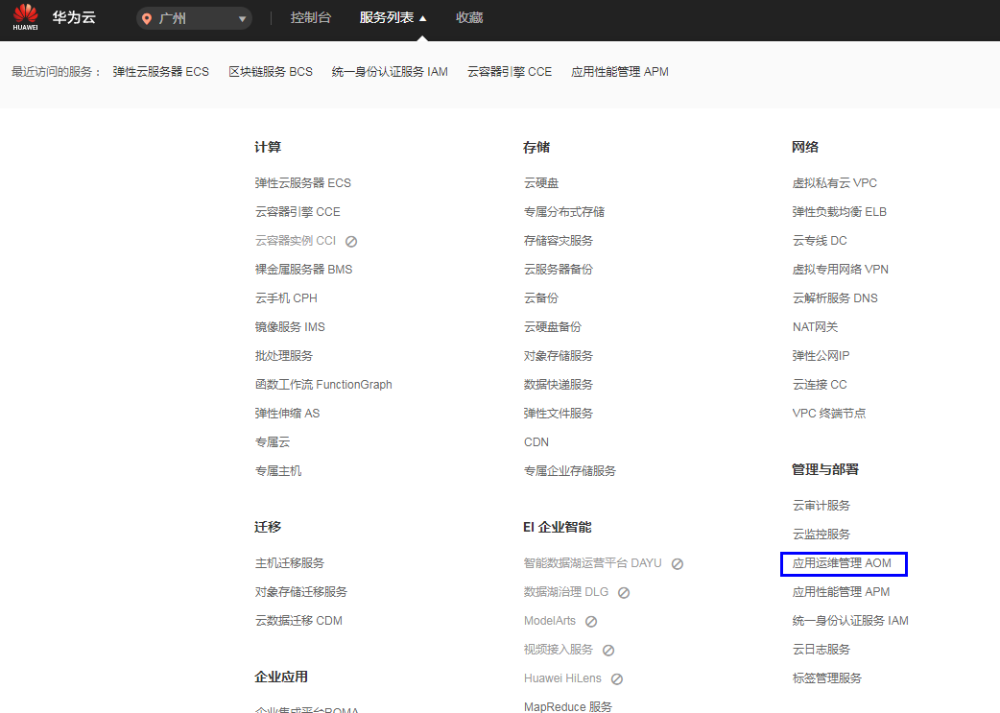 HUAWEI 华为云 广州 控制台 服务列表 收藏
最近访问的服务： 弹性云服务器 ECS 区块链服务 BCS 统一身份认证服务 IAM 云容器引擎 CCE 应用性能管理 APM
计算
弹性云服务器 ECS
云容器引擎 CCE
云容器实例 CCI
裸金属服务器 BMS
云手机 CPH
镜像服务 IMS
批处理服务
函数工作流 FunctionGraph
弹性伸缩 AS
专属云
专属主机
迁移
主机迁移服务
对象存储迁移服务
云数据迁移 CDM
企业应用
企业集成平台ROMA
存储
云硬盘
专属分布式存储
存储容灾服务
云服务器备份
云备份
云硬盘备份
对象存储服务
数据快递服务
弹性文件服务
CDN
专属企业存储服务
EI 企业智能
智能数据湖运营平台 DAYU
数据湖治理 DLG
ModelArts
视频接入服务
Huawei HiLens
MapReduce 服务
网络
虚拟私有云 VPC
弹性负载均衡 ELB
云专线 DC
虚拟专用网络 VPN
云解析服务 DNS
NAT网关
弹性公网IP
云连接 CC
VPC 终端节点
管理与部署
云审计服务
云监控服务
应用运维管理 AOM
应用性能管理 APM
统一身份认证服务 IAM
云日志服务
标签管理服务